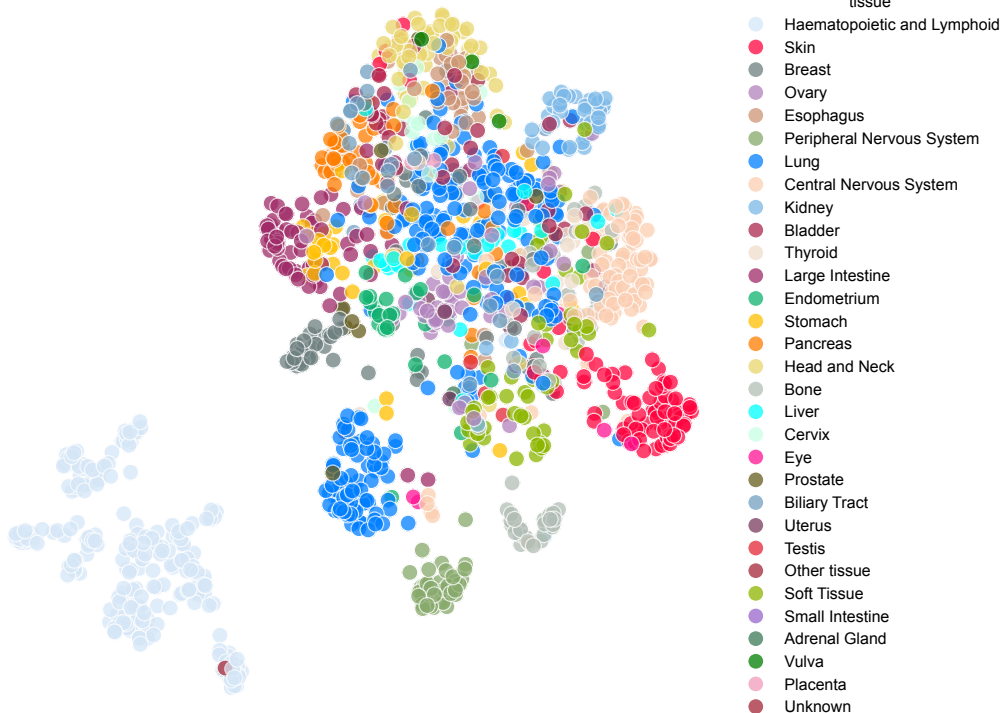 tissue
Haematopoietic and Lymphoid
Skin
Breast
Ovary
Esophagus
Peripheral Nervous System
Lung
Central Nervous System
Kidney
Bladder
Thyroid
Large Intestine
Endometrium
Stomach
Pancreas
Head and Neck
Bone
Liver
Cervix
Eye
Prostate
Biliary Tract
Uterus
Testis
Other tissue
Soft Tissue
Small Intestine
Adrenal Gland
Vulva
Placenta
Unknown